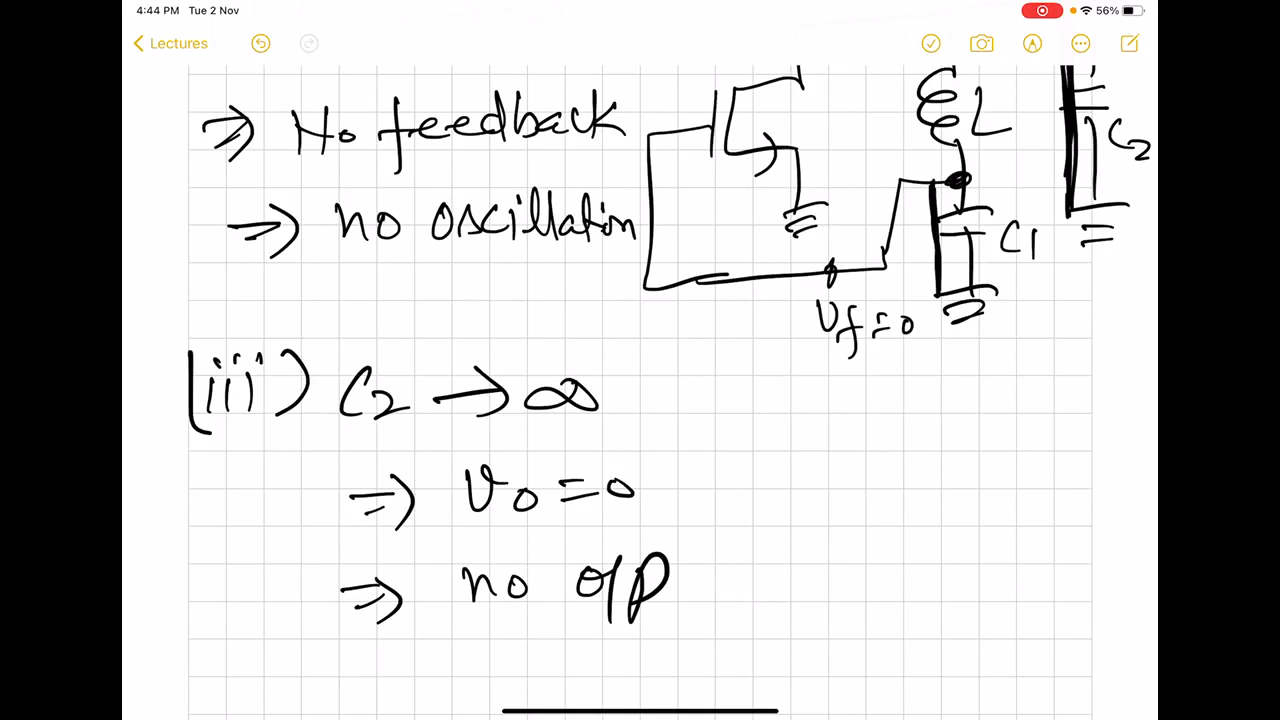 4:44 PM Tue 2 Nov
56%
Lectures
⇒ No feedback
⇒ no oscillation
L
C2
C1
Vf=0
(iii) C2 → ∞
⇒ Vo=0
⇒ no o/p